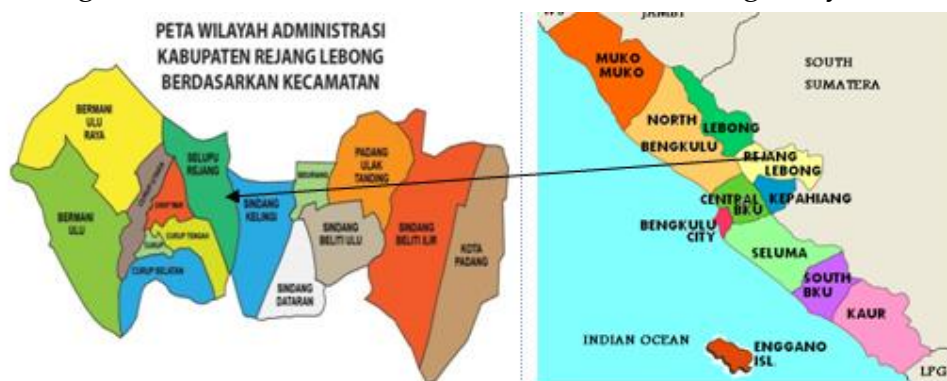 PETA WILAYAH ADMINISTRASI
KABUPATEN REJANG LEBONG
BERDASARKAN KECAMATAN
BERMANI
ULU
RAYA
SELUPU
REJANG
BERMANI
ULU
CURUP UTARA
CURUP TIMUR
CURUP
CURUP TENGAH
CURUP SELATAN
SINDANG
KELINGI
PADANG
ULAK
TANDING
SINDANG
BELITI ULU
SINDANG
DATARAN
SINDANG
BELITI ILIR
KOTA
PADANG
JAMBI
SOUTH
SUMATERA
MUKO
MUKO
NORTH
BENGKULU
LEBONG
REJANG
LEBONG
CENTRAL
BKU
KEPAHIANG
BENGKULU
CITY
SELUMA
SOUTH
BKU
KAUR
INDIAN OCEAN
ENGGANO
ISL.
LPG